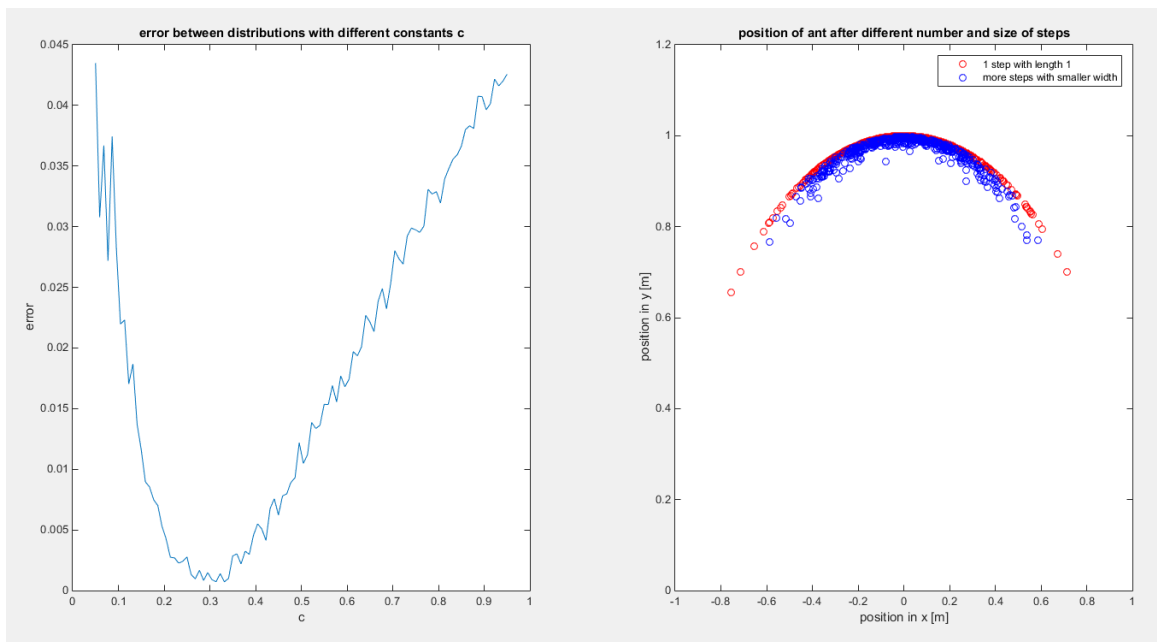 error between distributions with different constants c
0.045
0.04
0.035
0.03
0.025
0.02
0.015
0.01
0.005
0
error
0 0.1 0.2 0.3 0.4 0.5 0.6 0.7 0.8 0.9 1
c
position of ant after different number and size of steps
1 step with length 1
more steps with smaller width
1.2
1
0.8
0.6
0.4
0.2
0
position in y [m]
-1 -0.8 -0.6 -0.4 -0.2 0 0.2 0.4 0.6 0.8 1
position in x [m]